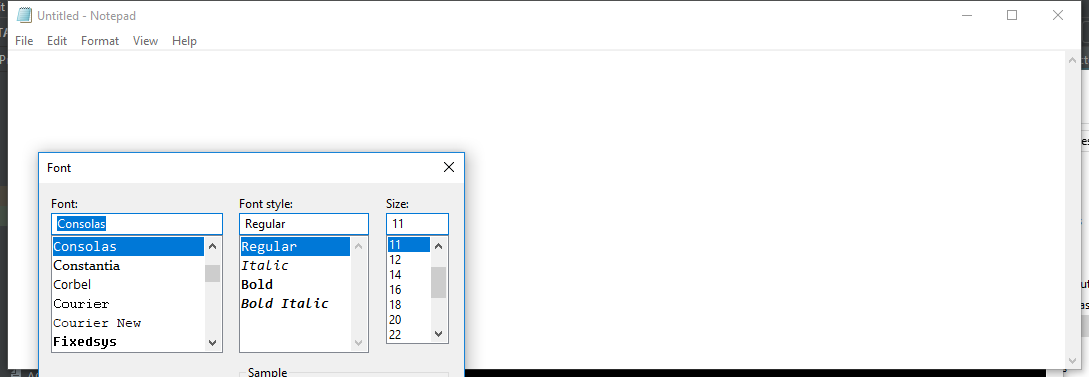 Untitled - Notepad
File Edit Format View Help
Font
Font: Font style: Size:
Consolas Regular 11
Consolas Regular 11
Constantia Italic 12
Corbel Bold 14
Courier Bold Italic 16
Courier New 18
Fixedsys 20
22
Sample